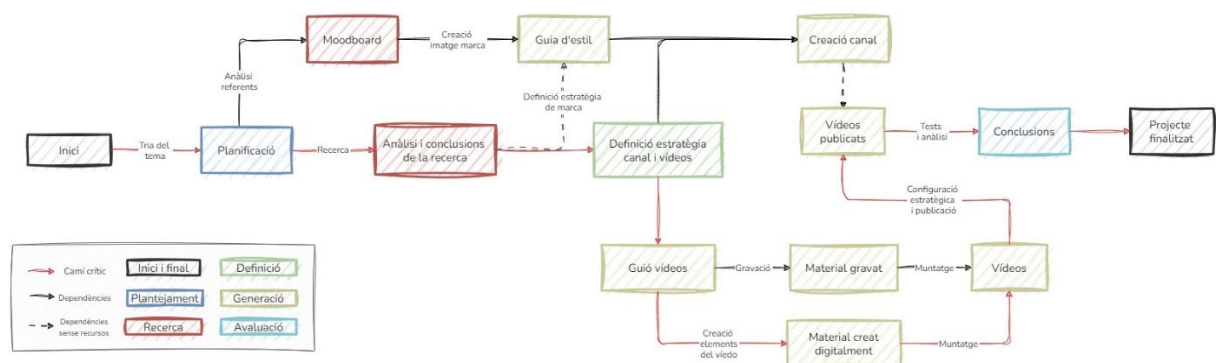 Moodboard
Creació
imatge marca
Guia d'estil
Creació canal
Anàlisi
referents
Definició estratègia
de marca
Inici
Tria del
tema
Planificació
Recerca
Anàlisi i conclusions
de la recerca
Definició estratègia
canal i vídeos
Vídeos
publicats
Tests
i anàlisi
Conclusions
Projecte
finalitzat
Configuració
estratègica
i publicació
Guió vídeos
Gravació
Material gravat
Muntatge
Vídeos
Creació
elements
del víedo
Material creat
digitalment
Muntatge
Camí crític
Inici i final
Definició
Dependències
Plantejament
Generació
Dependències
sense recursos
Recerca
Avaluació